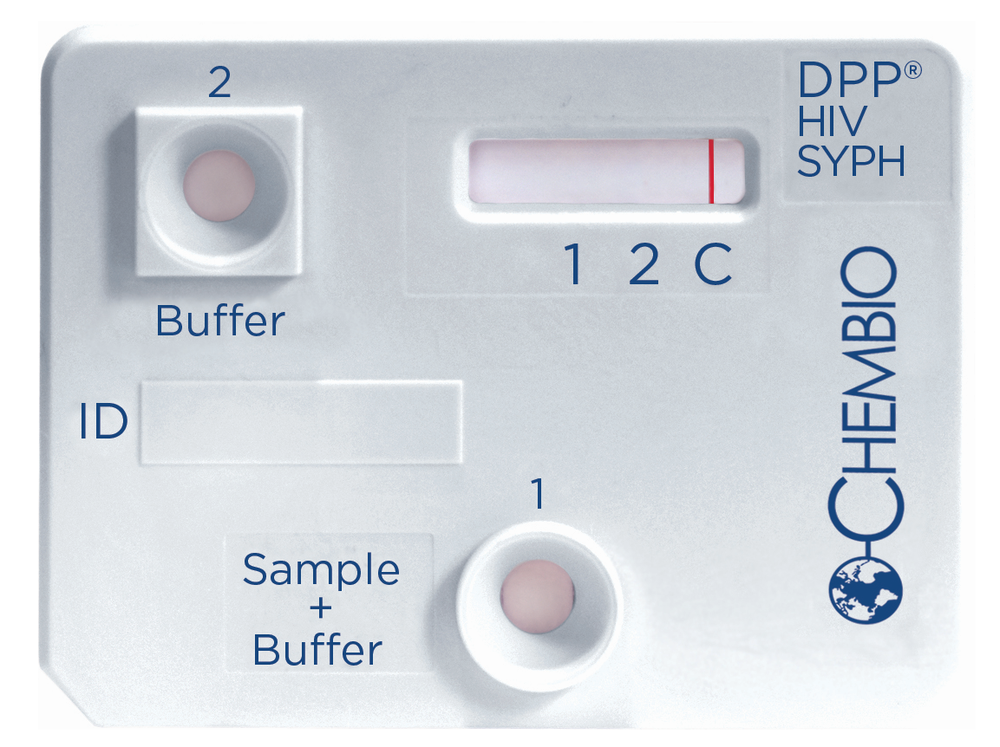 2
Buffer
DPP®
HIV
SYPH
1 2 C
CHEMBIO
ID
1
Sample
+
Buffer